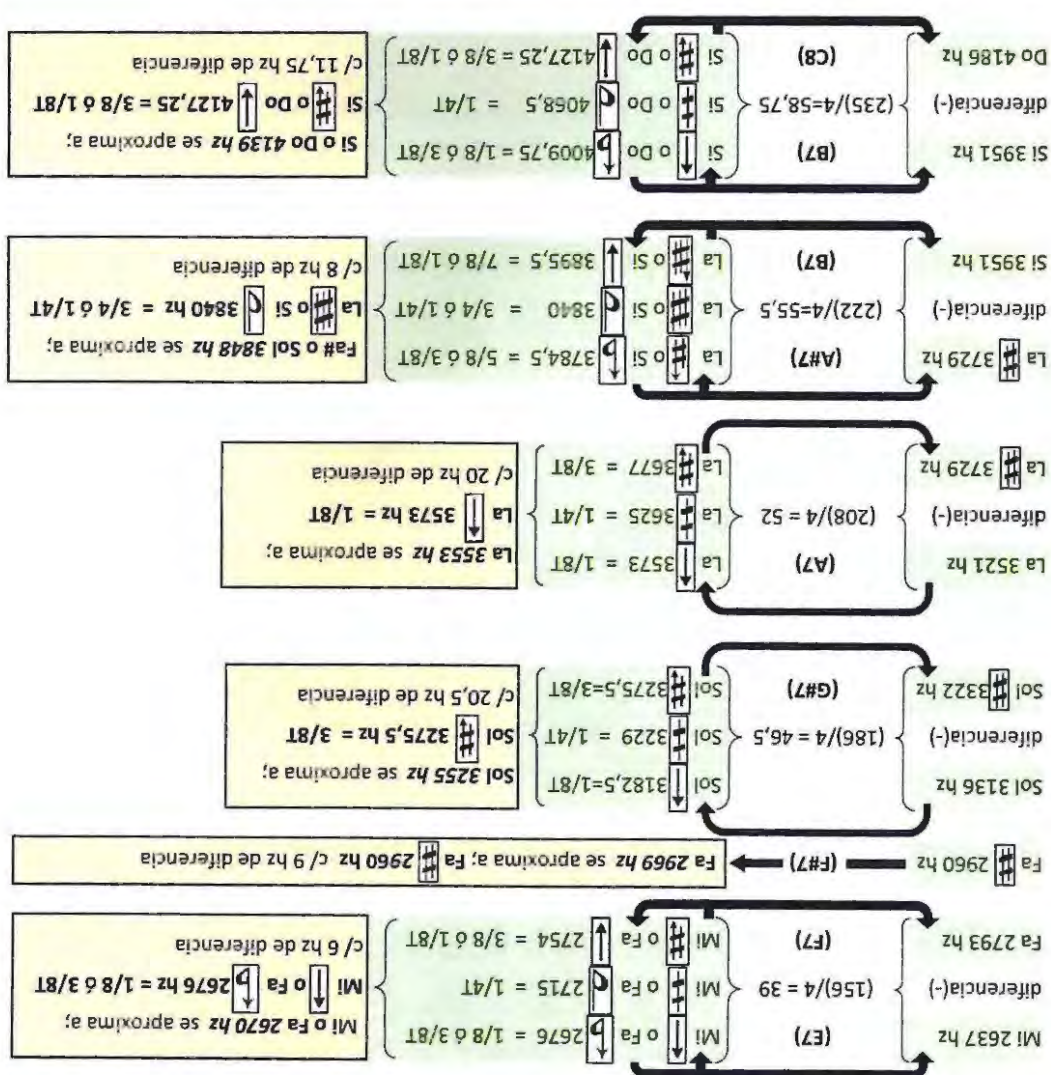 Mi 2637 hz (E7) Mi ↑ o Fa ♭ 2676 = 1/8 ó 3/8T
diferencia(-) (156)/4 = 39 Mi ‡ o Fa 2715 = 1/4T
Fa 2793 hz (F7) Mi ⋕ o Fa ↓ 2754 = 3/8 ó 1/8T
Mi o Fa 2670 hz se aproxima a;
Mi ↑ o Fa ♭ 2676 hz = 1/8 ó 3/8T
c/ 6 hz de diferencia
Fa # 2960 hz (F#7) Fa 2969 hz se aproxima a; Fa # 2960 hz c/ 9 hz de diferencia
Sol 3136 hz Sol ↑ 3182,5=1/8T
diferencia(-) (186)/4 = 46,5 Sol ‡ 3229 = 1/4T
Sol # 3322 hz (G#7) Sol ⋕ 3275,5=3/8T
Sol 3255 hz se aproxima a;
Sol ⋕ 3275,5 hz = 3/8T
c/ 20,5 hz de diferencia
La 3521 hz (A7) La ↑ 3573 = 1/8T
diferencia(-) (208)/4 = 52 La ‡ 3625 = 1/4T
La # 3729 hz La ⋕ 3677 = 3/8T
La 3553 hz se aproxima a;
La ↑ 3573 hz = 1/8T
c/ 20 hz de diferencia
La # 3729 hz (A#7) La ⋕ o Si ♭ 3784,5 = 5/8 ó 3/8T
diferencia(-) (222)/4=55,5 La ⋕ o Si 3840 = 3/4 ó 1/4T
Si 3951 hz (B7) La ⋕ o Si ↓ 3895,5 = 7/8 ó 1/8T
Fa# o Sol 3848 hz se aproxima a;
La ⋕ o Si 3840 hz = 3/4 ó 1/4T
c/ 8 hz de diferencia
Si 3951 hz (B7) Si ↑ o Do ♭ 4009,75 = 1/8 ó 3/8T
diferencia(-) (235)/4=58,75 Si ‡ o Do 4068,5 = 1/4T
Do 4186 hz (C8) Si ⋕ o Do ↓ 4127,25 = 3/8 ó 1/8T
Si o Do 4139 hz se aproxima a;
Si ⋕ o Do ↓ 4127,25 = 3/8 ó 1/8T
c/ 11,75 hz de diferencia